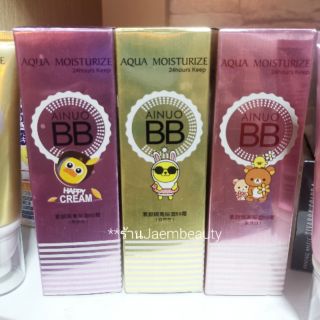 AQUA MOISTURIZE
24hours Keep
AINUO
BB
HAPPY
CREAM
AQUA MOISTURIZE
24hours Keep
AINUO
BB
AQUA MOISTURIZE
24hours Keep
AINUO
BB
**ร้านJaembeauty